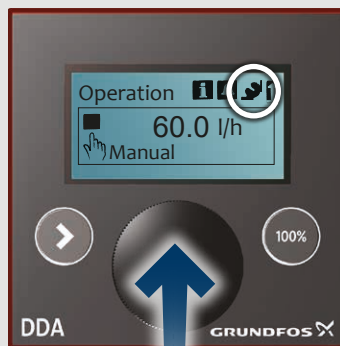 Operation i
60.0 l/h
Manual
100%
DDA
GRUNDFOS